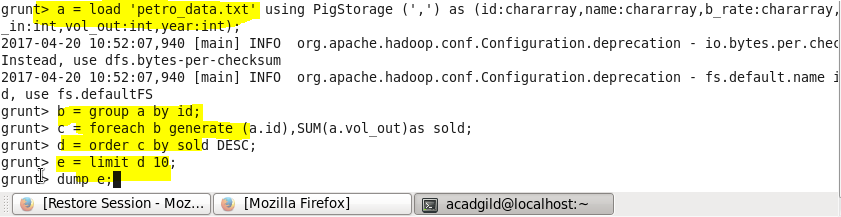 grunt> a = load 'petro_data.txt' using PigStorage (',') as (id:chararray,name:chararray,b_rate:chararray,
_in:int,vol_out:int,year:int);
2017-04-20 10:52:07,940 [main] INFO  org.apache.hadoop.conf.Configuration.deprecation - io.bytes.per.chec
Instead, use dfs.bytes-per-checksum
2017-04-20 10:52:07,940 [main] INFO  org.apache.hadoop.conf.Configuration.deprecation - fs.default.name i
d, use fs.defaultFS
grunt> b = group a by id;
grunt> c = foreach b generate (a.id),SUM(a.vol_out)as sold;
grunt> d = order c by sold DESC;
grunt> e = limit d 10;
grunt> dump e;
[Restore Session - Moz... [Mozilla Firefox] acadgild@localhost:~